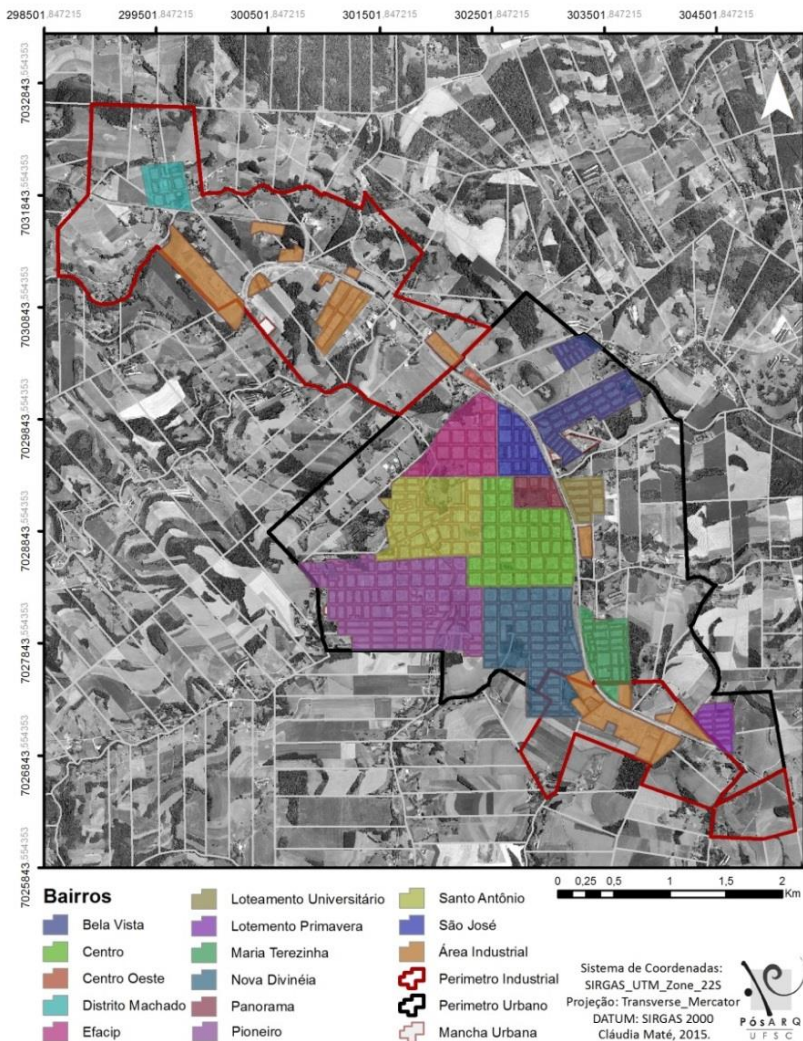 298501,847215 299501,847215 300501,847215 301501,847215 302501,847215 303501,847215 304501,847215
7032843,554353
7031843,554353
7030843,554353
7029843,554353
7028843,554353
7027843,554353
7026843,554353
7025843,554353
Bairros
Bela Vista
Centro
Centro Oeste
Distrito Machado
Efacip
Loteamento Universitário
Lotemento Primavera
Maria Terezinha
Nova Divinéia
Panorama
Pioneiro
Santo Antônio
São José
Área Industrial
Perimetro Industrial
Perimetro Urbano
Mancha Urbana
0 0,25 0,5 1 1,5 2
Km
Sistema de Coordenadas:
SIRGAS_UTM_Zone_22S
Projeção: Transverse_Mercator
DATUM: SIRGAS 2000
Cláudia Maté, 2015.
PósARQ
UFSC